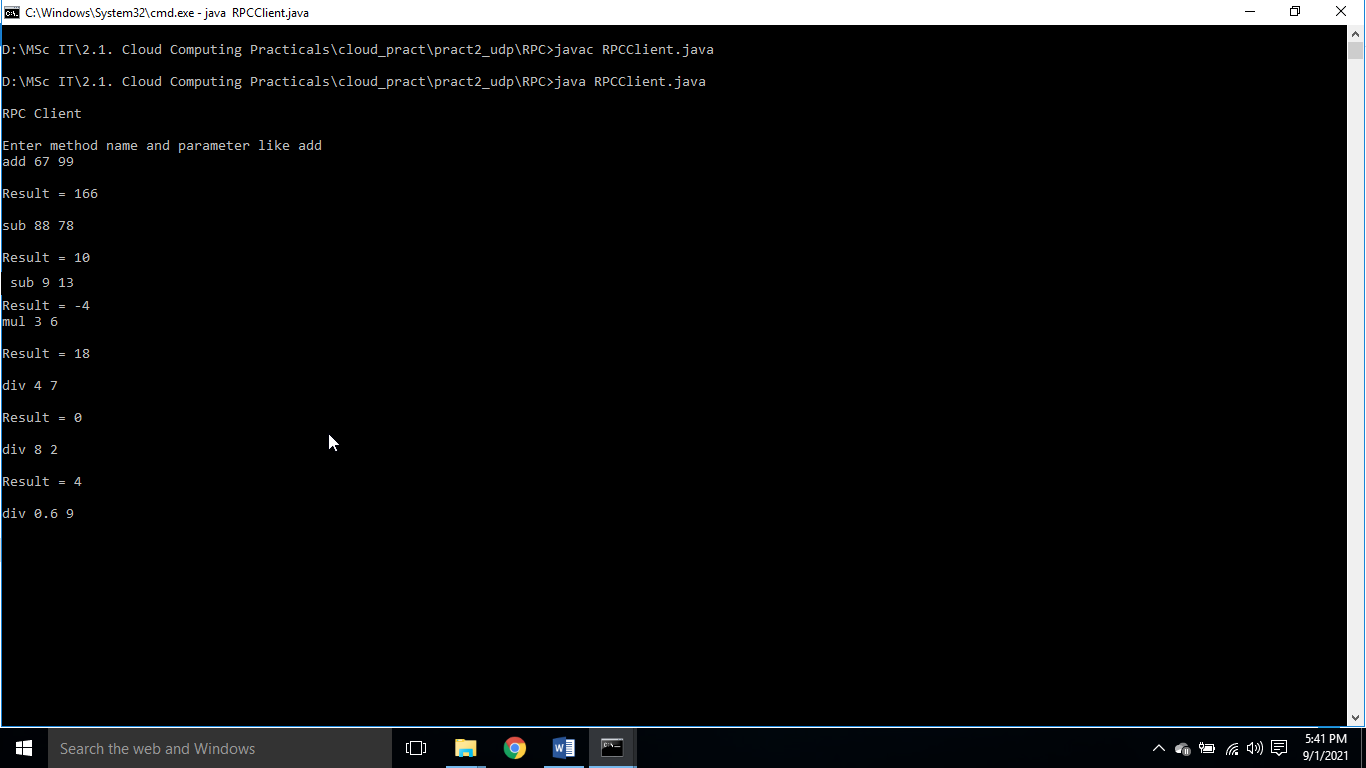 C:\Windows\System32\cmd.exe - java  RPCClient.java
D:\MSc IT\2.1. Cloud Computing Practicals\cloud_pract\pract2_udp\RPC>javac RPCClient.java
D:\MSc IT\2.1. Cloud Computing Practicals\cloud_pract\pract2_udp\RPC>java RPCClient.java
RPC Client
Enter method name and parameter like add
add 67 99
Result = 166
sub 88 78
Result = 10
sub 9 13
Result = -4
mul 3 6
Result = 18
div 4 7
Result = 0
div 8 2
Result = 4
div 0.6 9
Search the web and Windows
5:41 PM
9/1/2021